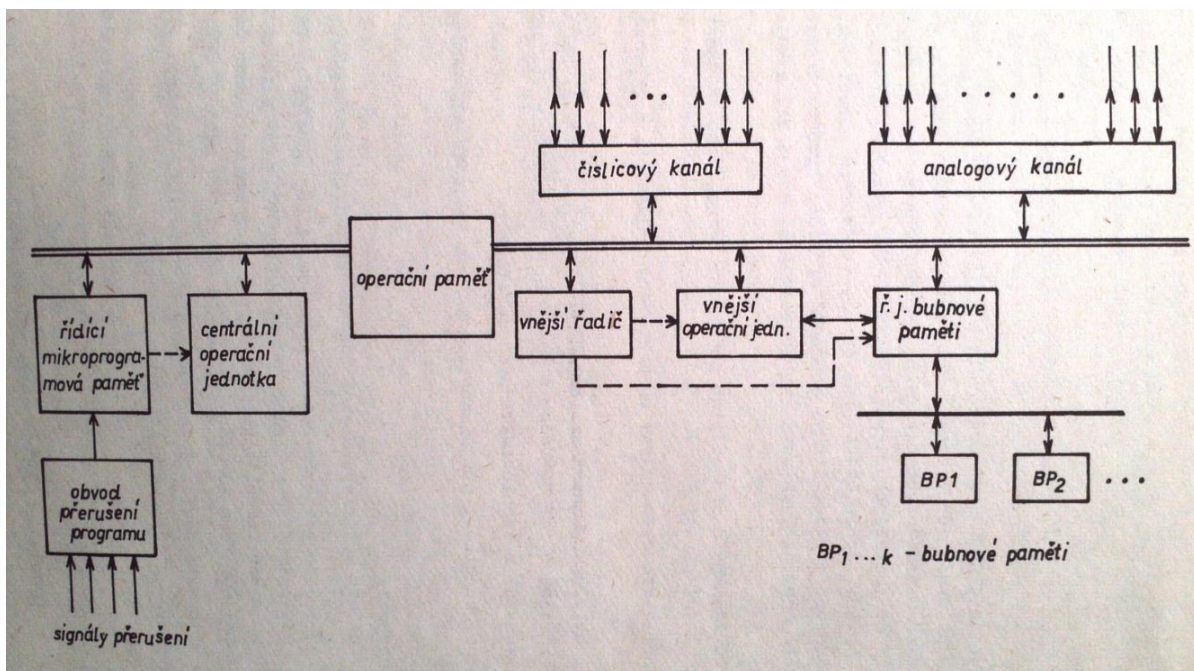 číslicový kanál
analogový kanál
operační paměť
řídící
mikroprogra-
mová paměť
centrální
operační
jednotka
vnější řadič
vnější
operační jedn.
ř. j. bubnové
paměti
obvod
přerušení
programu
BP1
BP2
BP1 ... k - bubnové paměti
signály přerušení